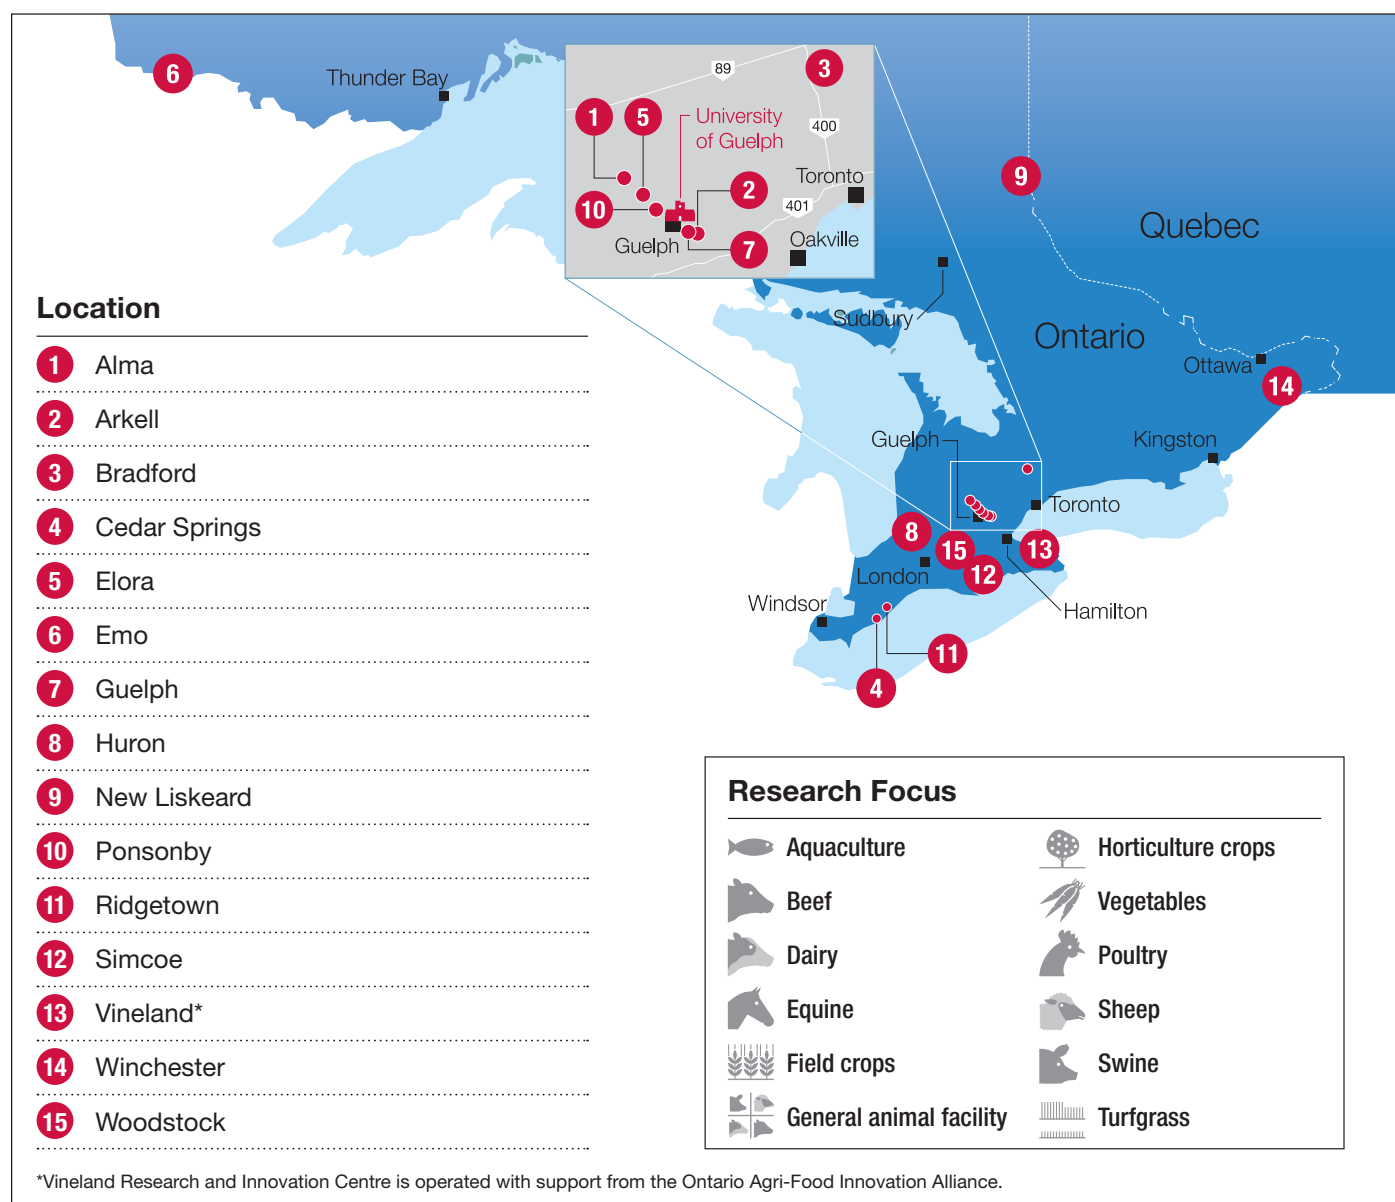 6
Thunder Bay
89
3
1
5
University
of Guelph
400
Toronto
10
2
401
Guelph
7
Oakville
9
Quebec
Sudbury
Ontario
Ottawa
14
Guelph
Kingston
Toronto
8
15
13
12
London
Windsor
Hamilton
11
4
Location
1 Alma
2 Arkell
3 Bradford
4 Cedar Springs
5 Elora
6 Emo
7 Guelph
8 Huron
9 New Liskeard
10 Ponsonby
11 Ridgetown
12 Simcoe
13 Vineland*
14 Winchester
15 Woodstock
Research Focus
Aquaculture
Beef
Dairy
Equine
Field crops
General animal facility
Horticulture crops
Vegetables
Poultry
Sheep
Swine
Turfgrass
*Vineland Research and Innovation Centre is operated with support from the Ontario Agri-Food Innovation Alliance.